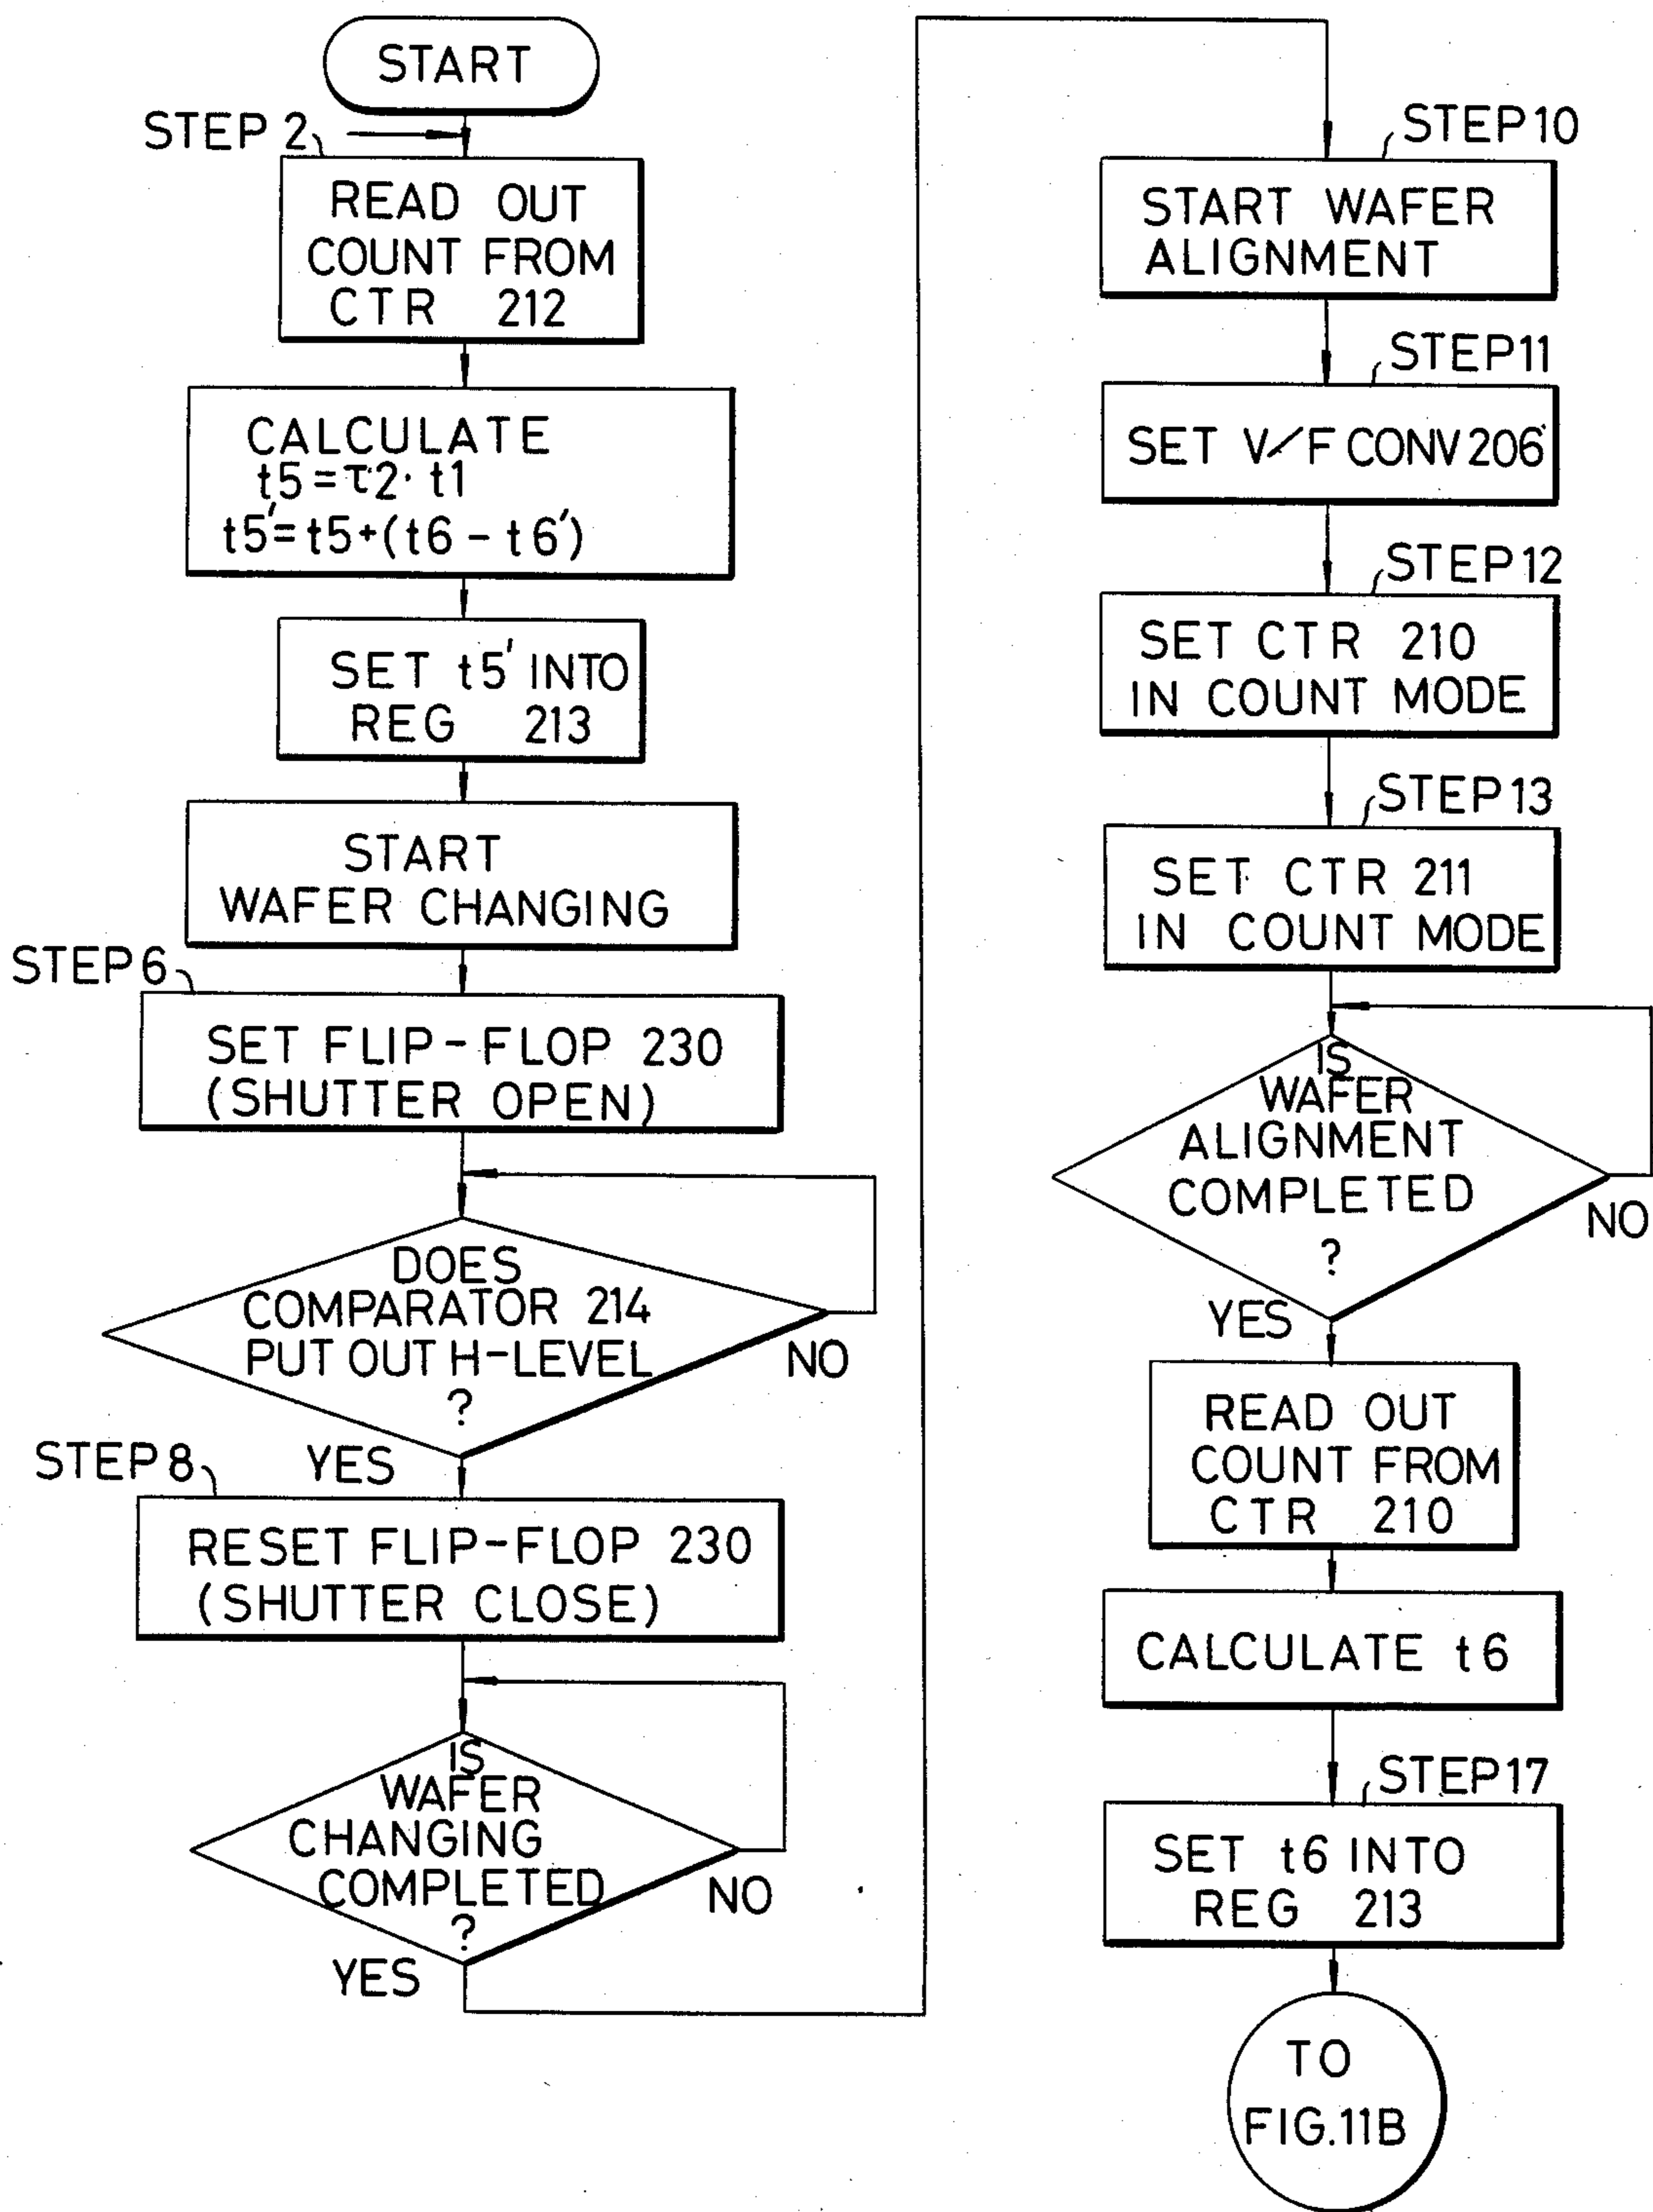 START
STEP 2
READ OUT
COUNT FROM
CTR 212
CALCULATE
t5 = τ2· t1
t5′= t5+(t6 - t6′)
SET t5′ INTO
REG 213
START
WAFER CHANGING
STEP 6
SET FLIP-FLOP 230
(SHUTTER OPEN)
DOES
COMPARATOR 214
PUT OUT H-LEVEL
?
NO
YES
STEP 8
RESET FLIP-FLOP 230
(SHUTTER CLOSE)
IS
WAFER
CHANGING
COMPLETED
?
NO
YES
STEP 10
START WAFER
ALIGNMENT
STEP 11
SET V/F CONV 206′
STEP 12
SET CTR 210
IN COUNT MODE
STEP 13
SET CTR 211
IN COUNT MODE
IS
WAFER
ALIGNMENT
COMPLETED
?
NO
YES
READ OUT
COUNT FROM
CTR 210
CALCULATE t6
STEP 17
SET t6 INTO
REG 213
TO
FIG.11B